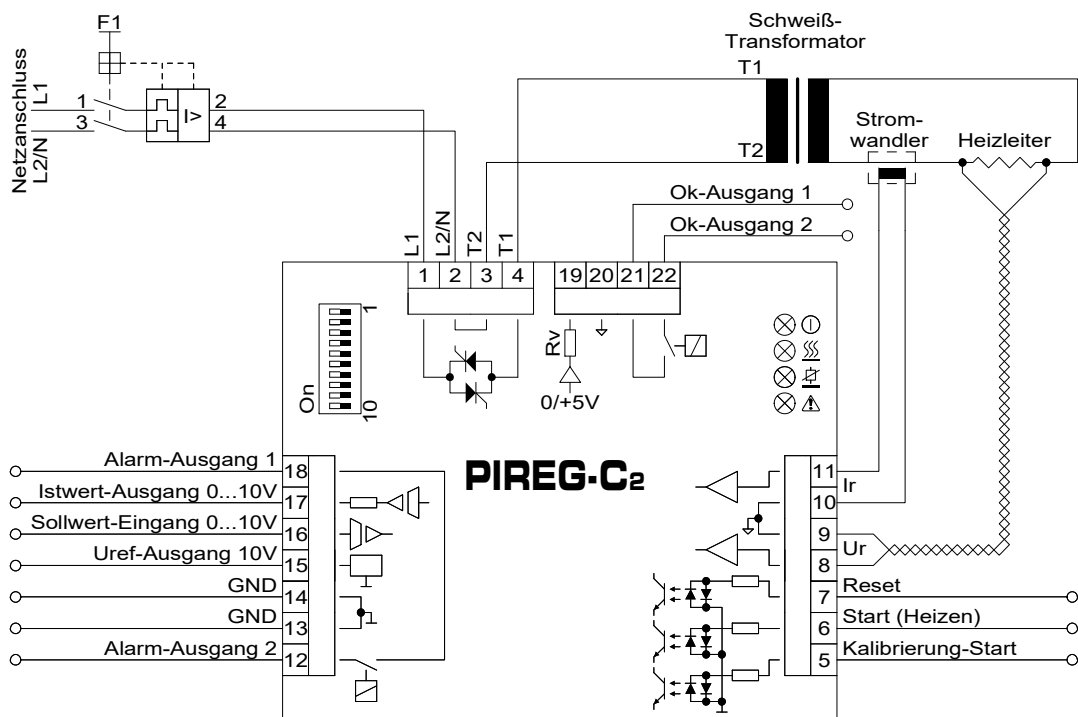 F1
Netzanschluss
L1
L2/N
1
3
I>
2
4
Schweiß-
Transformator
T1
T2
Strom-
wandler
Heizleiter
Ok-Ausgang 1
Ok-Ausgang 2
L1
L2/N
T2
T1
1 2 3 4
19 20 21 22
1
On
10
Rv
0/+5V
PIREG-C2
Alarm-Ausgang 1
18
Istwert-Ausgang 0...10V
17
Sollwert-Eingang 0...10V
16
Uref-Ausgang 10V
15
GND
14
GND
13
Alarm-Ausgang 2
12
11
Ir
10
9
Ur
8
7
Reset
6
Start (Heizen)
5
Kalibrierung-Start